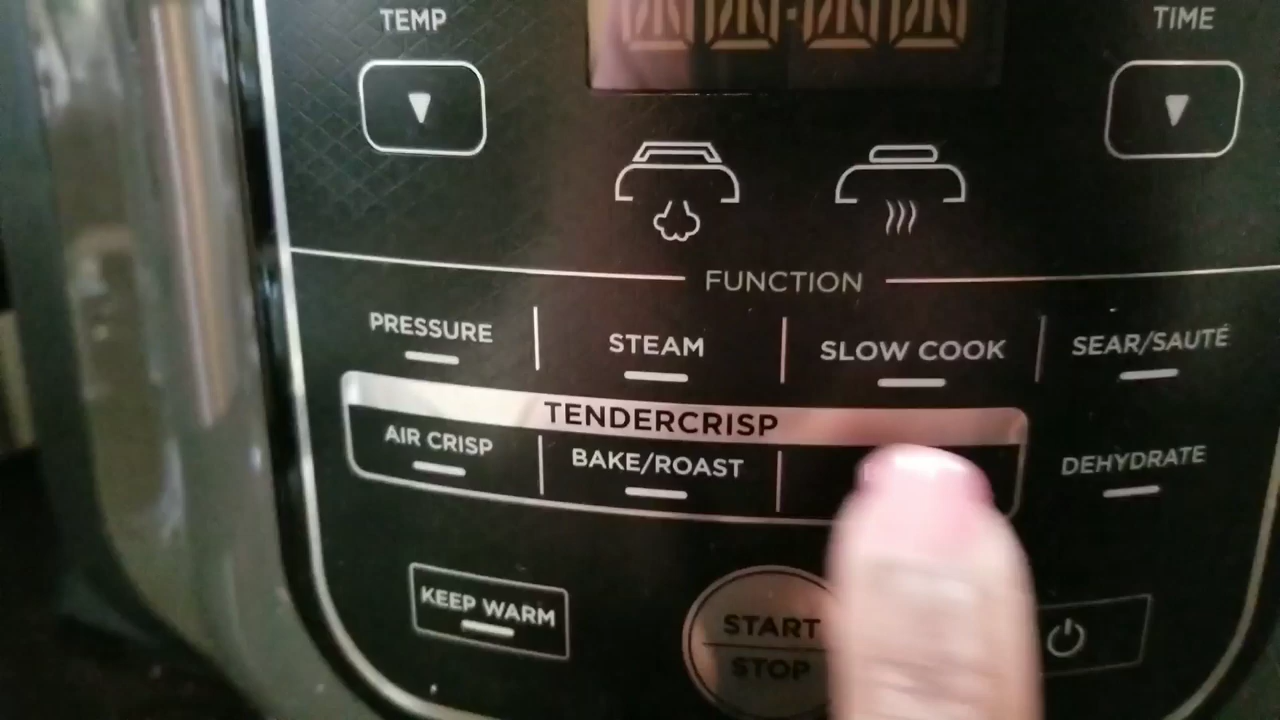 TEMP
TIME
FUNCTION
PRESSURE
STEAM
SLOW COOK
SEAR/SAUTÉ
TENDERCRISP
AIR CRISP
BAKE/ROAST
DEHYDRATE
KEEP WARM
START
STOP